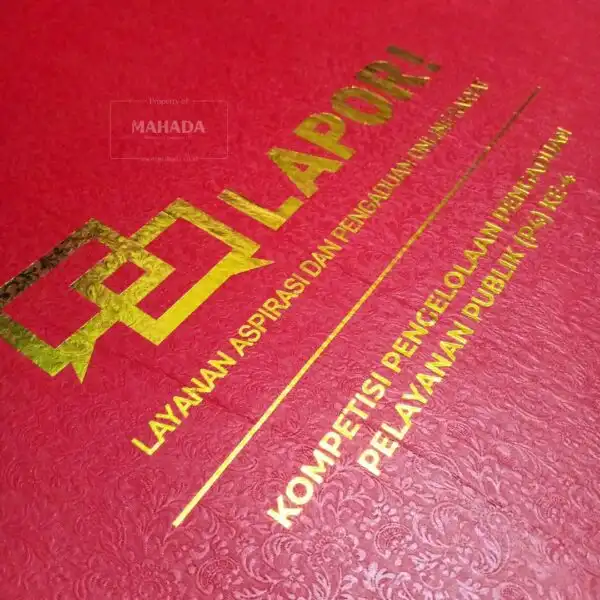 Property of
MAHADA
LAPOR!
LAYANAN ASPIRASI DAN PENGADUAN ONLINE RAKYAT
KOMPETISI PENGELOLAAN PENGADUAN
PELAYANAN PUBLIK (P4) KE-4